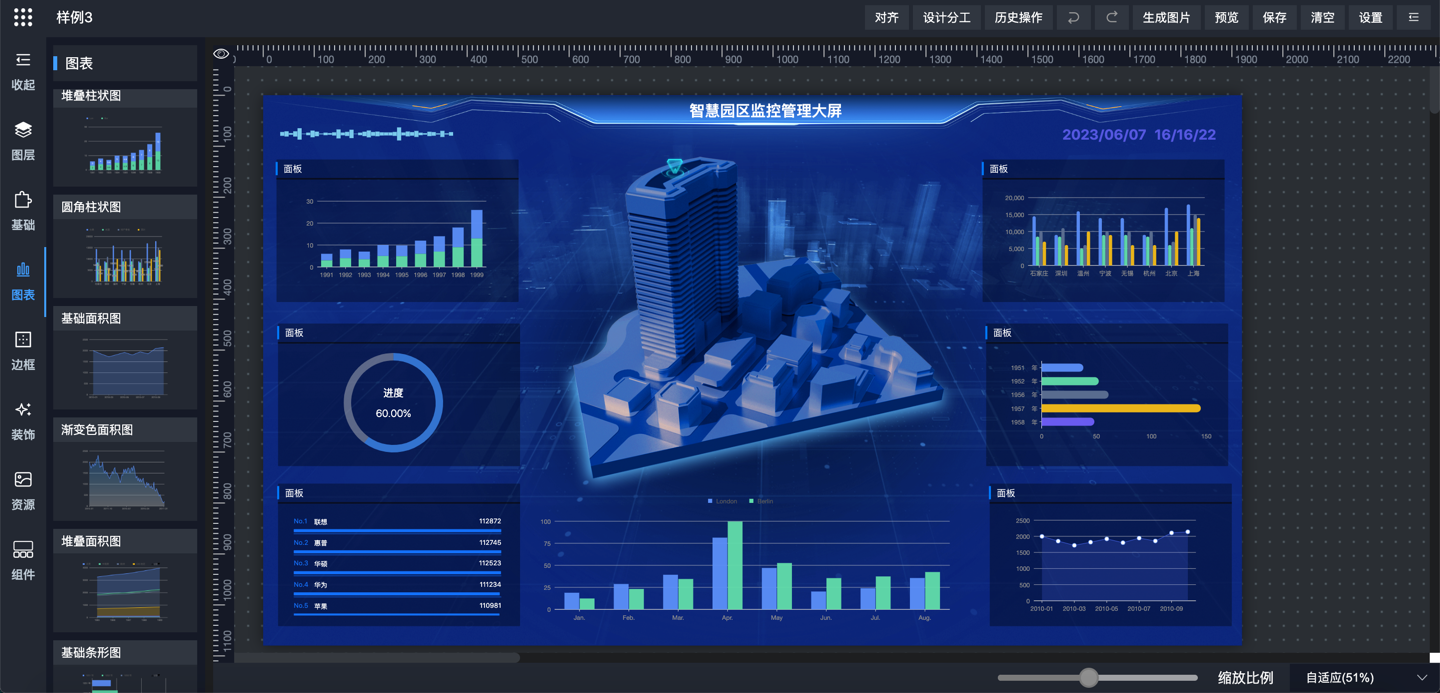 样例3
对齐 设计分工 历史操作 生成图片 预览 保存 清空 设置
收起
图层
基础
图表
边框
装饰
资源
组件
图表
堆叠柱状图
圆角柱状图
基础面积图
渐变色面积图
堆叠面积图
基础条形图
0 100 200 300 400 500 600 700 800 900 1000 1100 1200 1300 1400 1500 1600 1700 1800 1900 2000 2100 2200
0
100
200
300
400
500
600
700
800
900
1000
1100
智慧园区监控管理大屏
2023/06/07 16/16/22
面板
30
20
10
0
1991 1992 1993 1994 1995 1996 1997 1998 1999
面板
进度
60.00%
面板
No.1 联想 112872
No.2 惠普 112745
No.3 华硕 112523
No.4 华为 111234
No.5 苹果 110981
London Berlin
100
75
50
25
0
Jan. Feb. Mar. Apr. May Jun. Jul. Aug.
面板
20,000
15,000
10,000
5,000
0
石家庄 深圳 温州 宁波 无锡 杭州 北京 上海
面板
1951 年
1952 年
1956 年
1957 年
1958 年
0 50 100 150
面板
2500
2000
1500
1000
500
0
2010-01 2010-03 2010-05 2010-07 2010-09
缩放比例 自适应(51%)